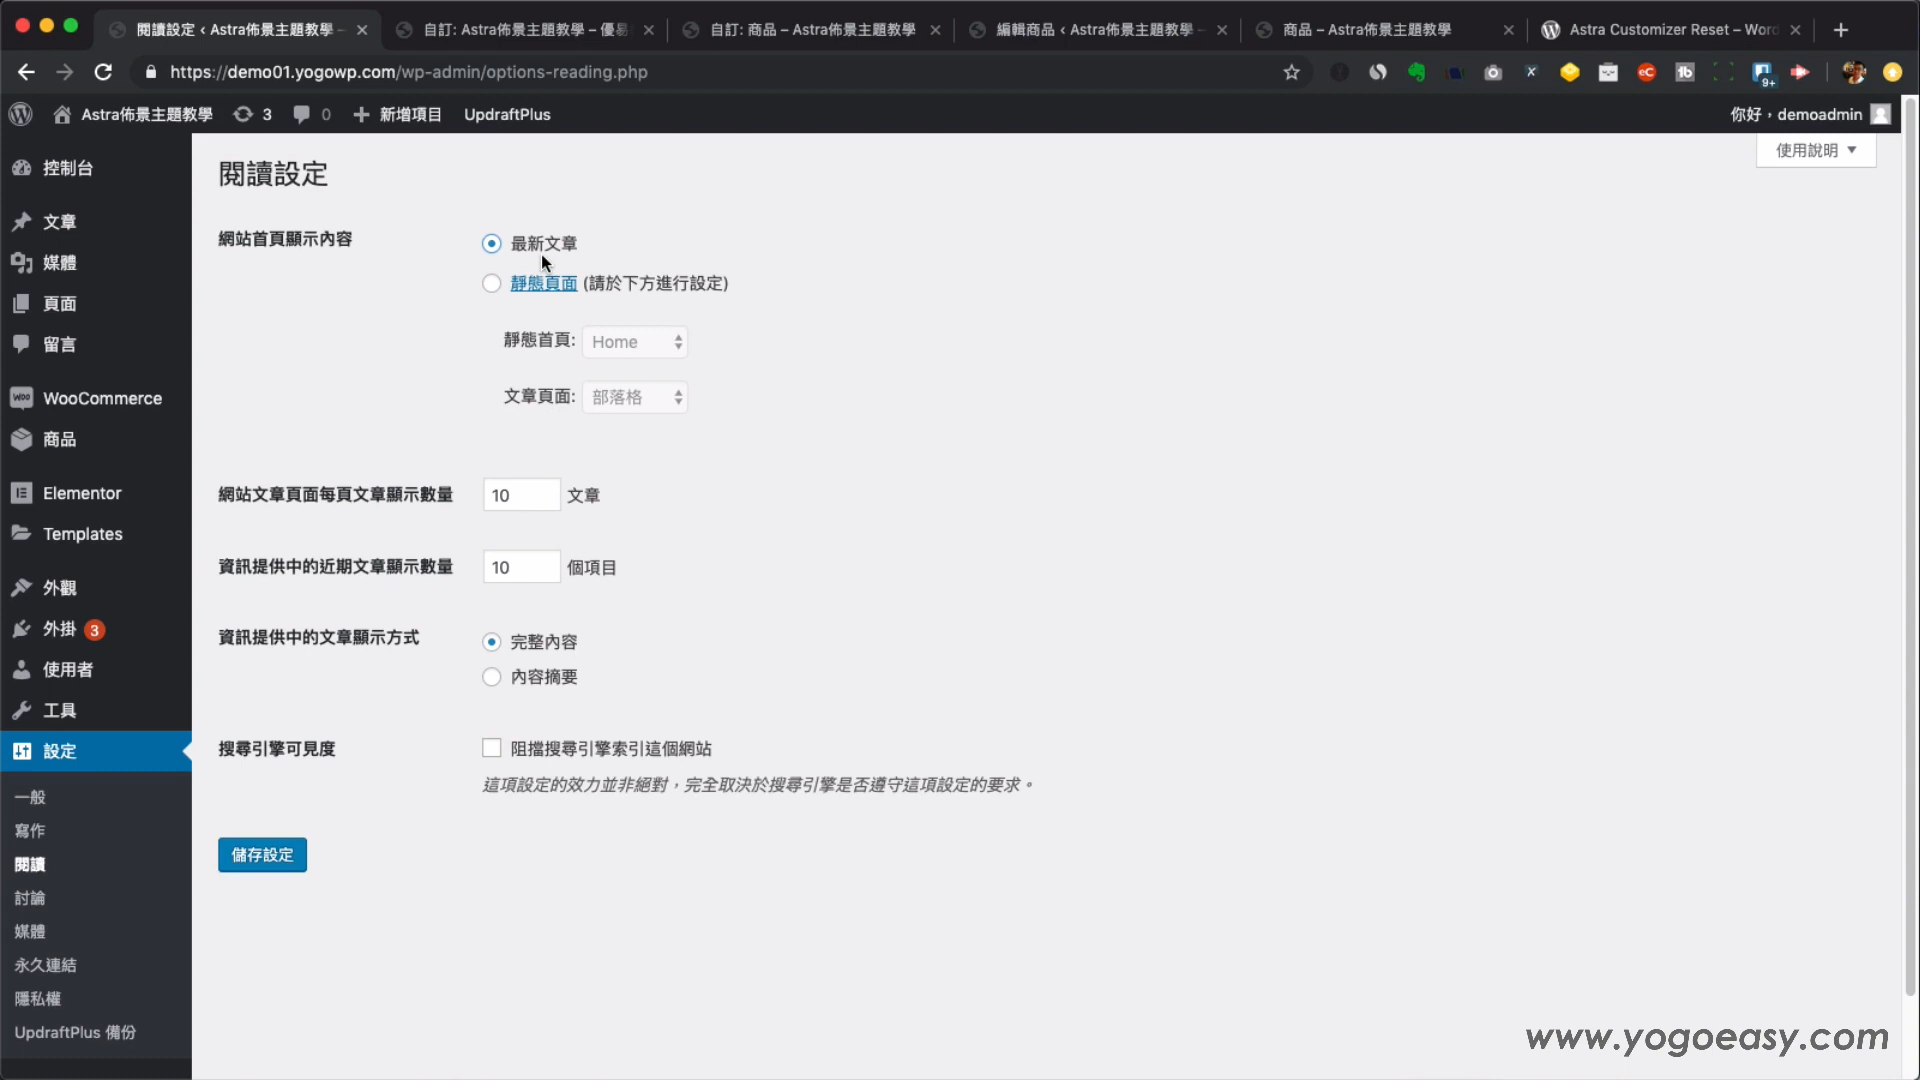 閱讀設定 ‹ Astra佈景主題教學 –
自訂: Astra佈景主題教學 – 優易
自訂: 商品 – Astra佈景主題教學
編輯商品 ‹ Astra佈景主題教學 –
商品 – Astra佈景主題教學
Astra Customizer Reset – Word
https://demo01.yogowp.com/wp-admin/options-reading.php
9+
Astra佈景主題教學
3
0
新增項目
UpdraftPlus
你好，demoadmin
使用說明
控制台
文章
媒體
頁面
留言
WooCommerce
商品
Elementor
Templates
外觀
外掛 3
使用者
工具
設定
一般
寫作
閱讀
討論
媒體
永久連結
隱私權
UpdraftPlus 備份
閱讀設定
網站首頁顯示內容
最新文章
靜態頁面 (請於下方進行設定)
靜態首頁: Home
文章頁面: 部落格
網站文章頁面每頁文章顯示數量 10 文章
資訊提供中的近期文章顯示數量 10 個項目
資訊提供中的文章顯示方式
完整內容
內容摘要
搜尋引擎可見度
阻擋搜尋引擎索引這個網站
這項設定的效力並非絕對，完全取決於搜尋引擎是否遵守這項設定的要求。
儲存設定
www.yogoeasy.com